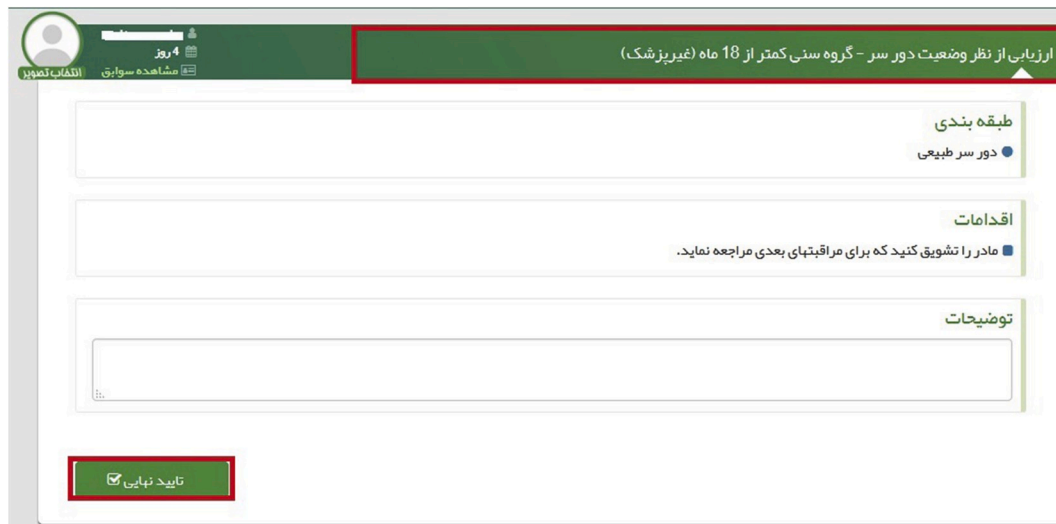 ارزیابی از نظر وضعیت دور سر - گروه سنی کمتر از 18 ماه (غیرپزشک)
4 روز
مشاهده سوابق
انتخاب تصویر
طبقه بندی
دور سر طبیعی
اقدامات
مادر را تشویق کنید که برای مراقبتهای بعدی مراجعه نماید.
توضیحات
تایید نهایی